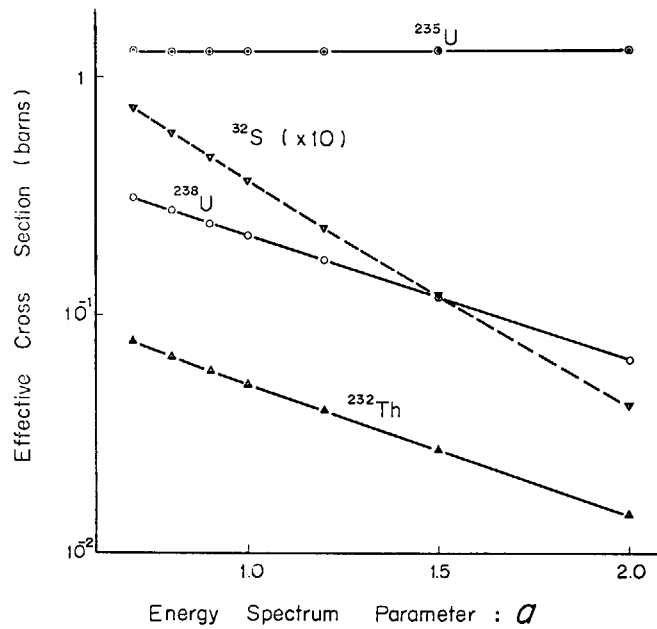 ²³⁵U
1
³²S (x10)
²³⁸U
10⁻¹
²³²Th
10⁻²
1.0 1.5 2.0
Effective Cross Section (barns)
Energy Spectrum Parameter : a